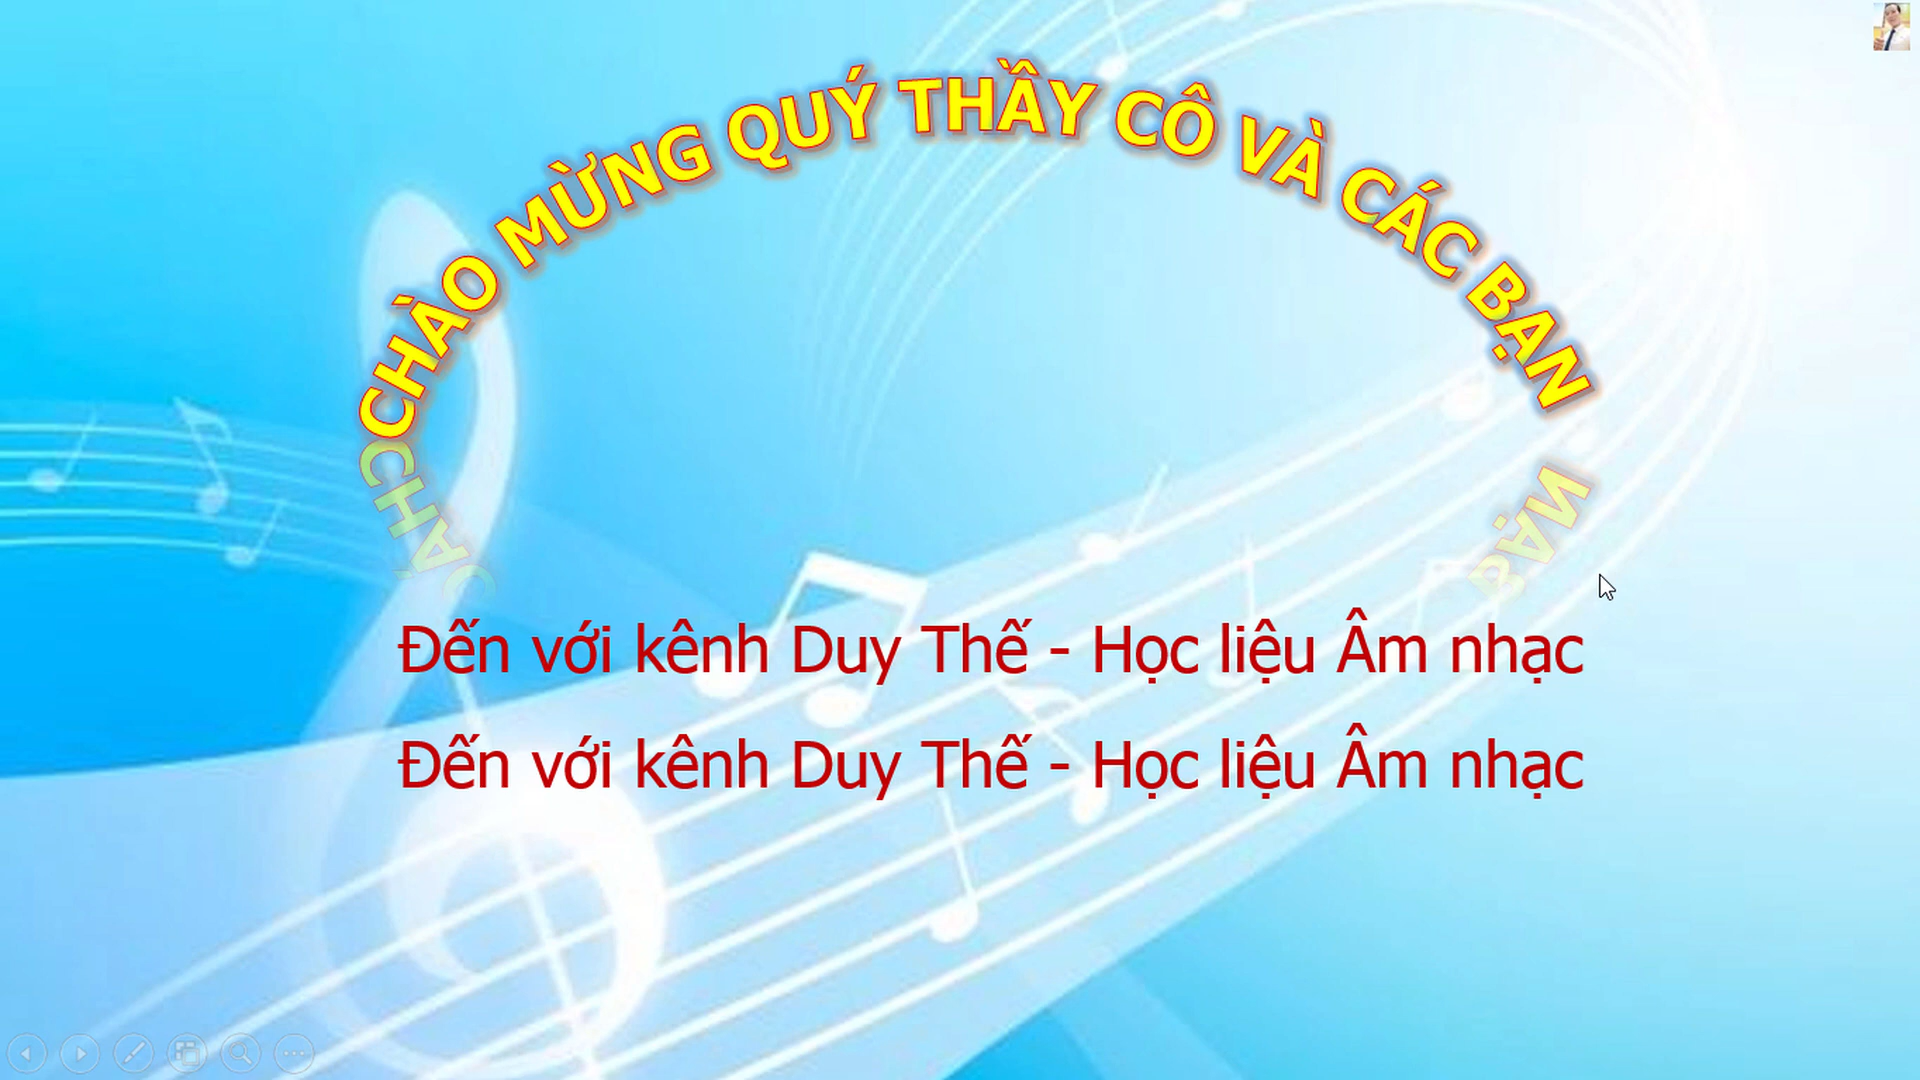 CHÀO MỪNG QUÝ THẦY CÔ VÀ CÁC BẠN
Đến với kênh Duy Thế - Học liệu Âm nhạc
Đến với kênh Duy Thế - Học liệu Âm nhạc